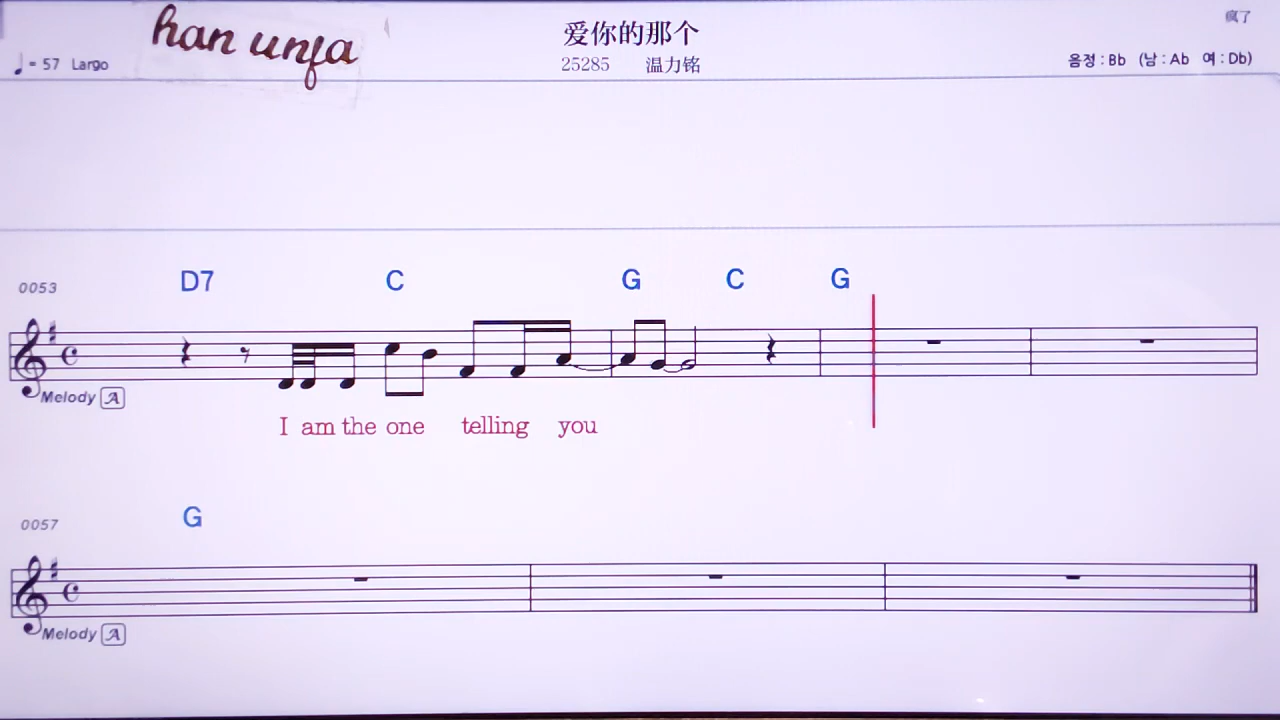 han unfa
爱你的那个
疯了
♩= 57 Largo
25285 温力铭
음정 : Bb (남 : Ab 여 : Db)
0053 D7 C G C G
Melody A
I am the one telling you
0057 G
Melody A